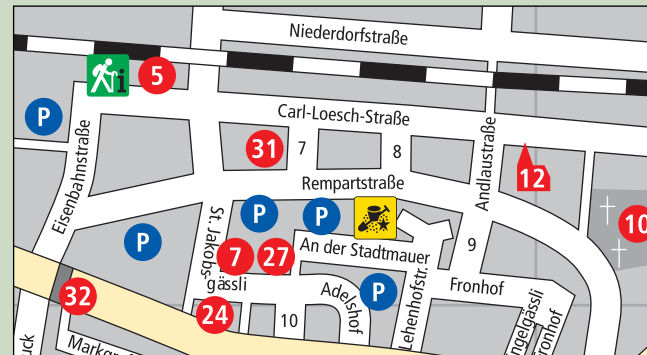 Niederdorfstraße
i
5
P
Carl-Loesch-Straße
Eisenbahnstraße
31
7
8
Andlaustraße
12
Rempartstraße
10
P
P
P
St. Jakobs-
gässli
7
27
An der Stadtmauer
9
Lehenhofstr.
Fronhof
32
24
10
Adelshof
P